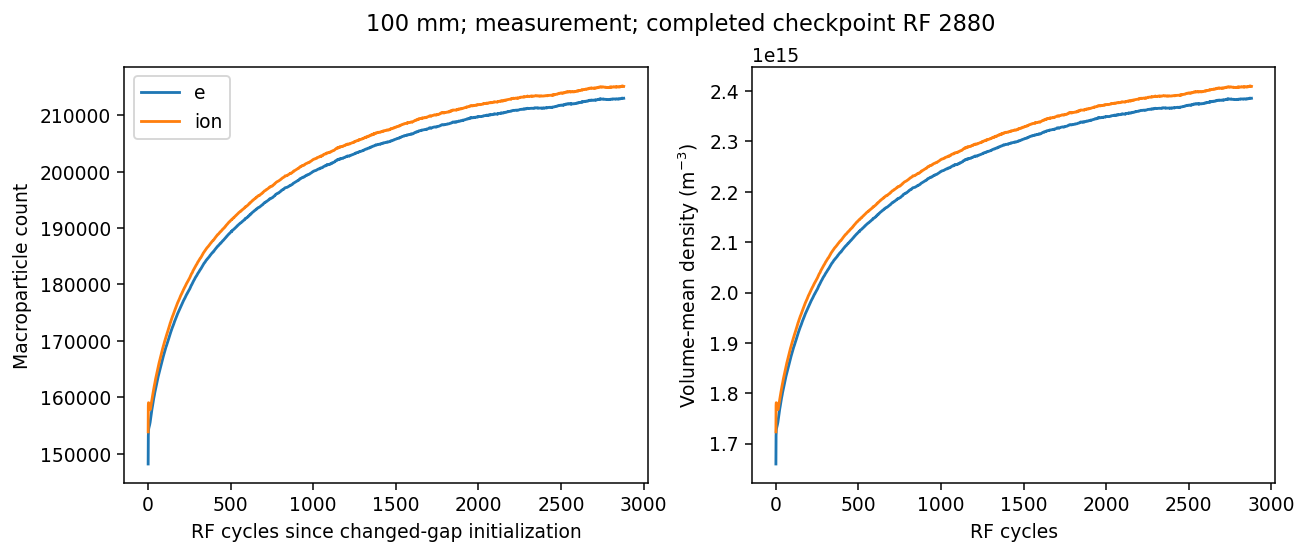 100 mm; measurement; completed checkpoint RF 2880
e
ion
Macroparticle count
210000
200000
190000
180000
170000
160000
150000
0 500 1000 1500 2000 2500 3000
RF cycles since changed-gap initialization
1e15
Volume-mean density (m⁻³)
2.4
2.3
2.2
2.1
2.0
1.9
1.8
1.7
0 500 1000 1500 2000 2500 3000
RF cycles